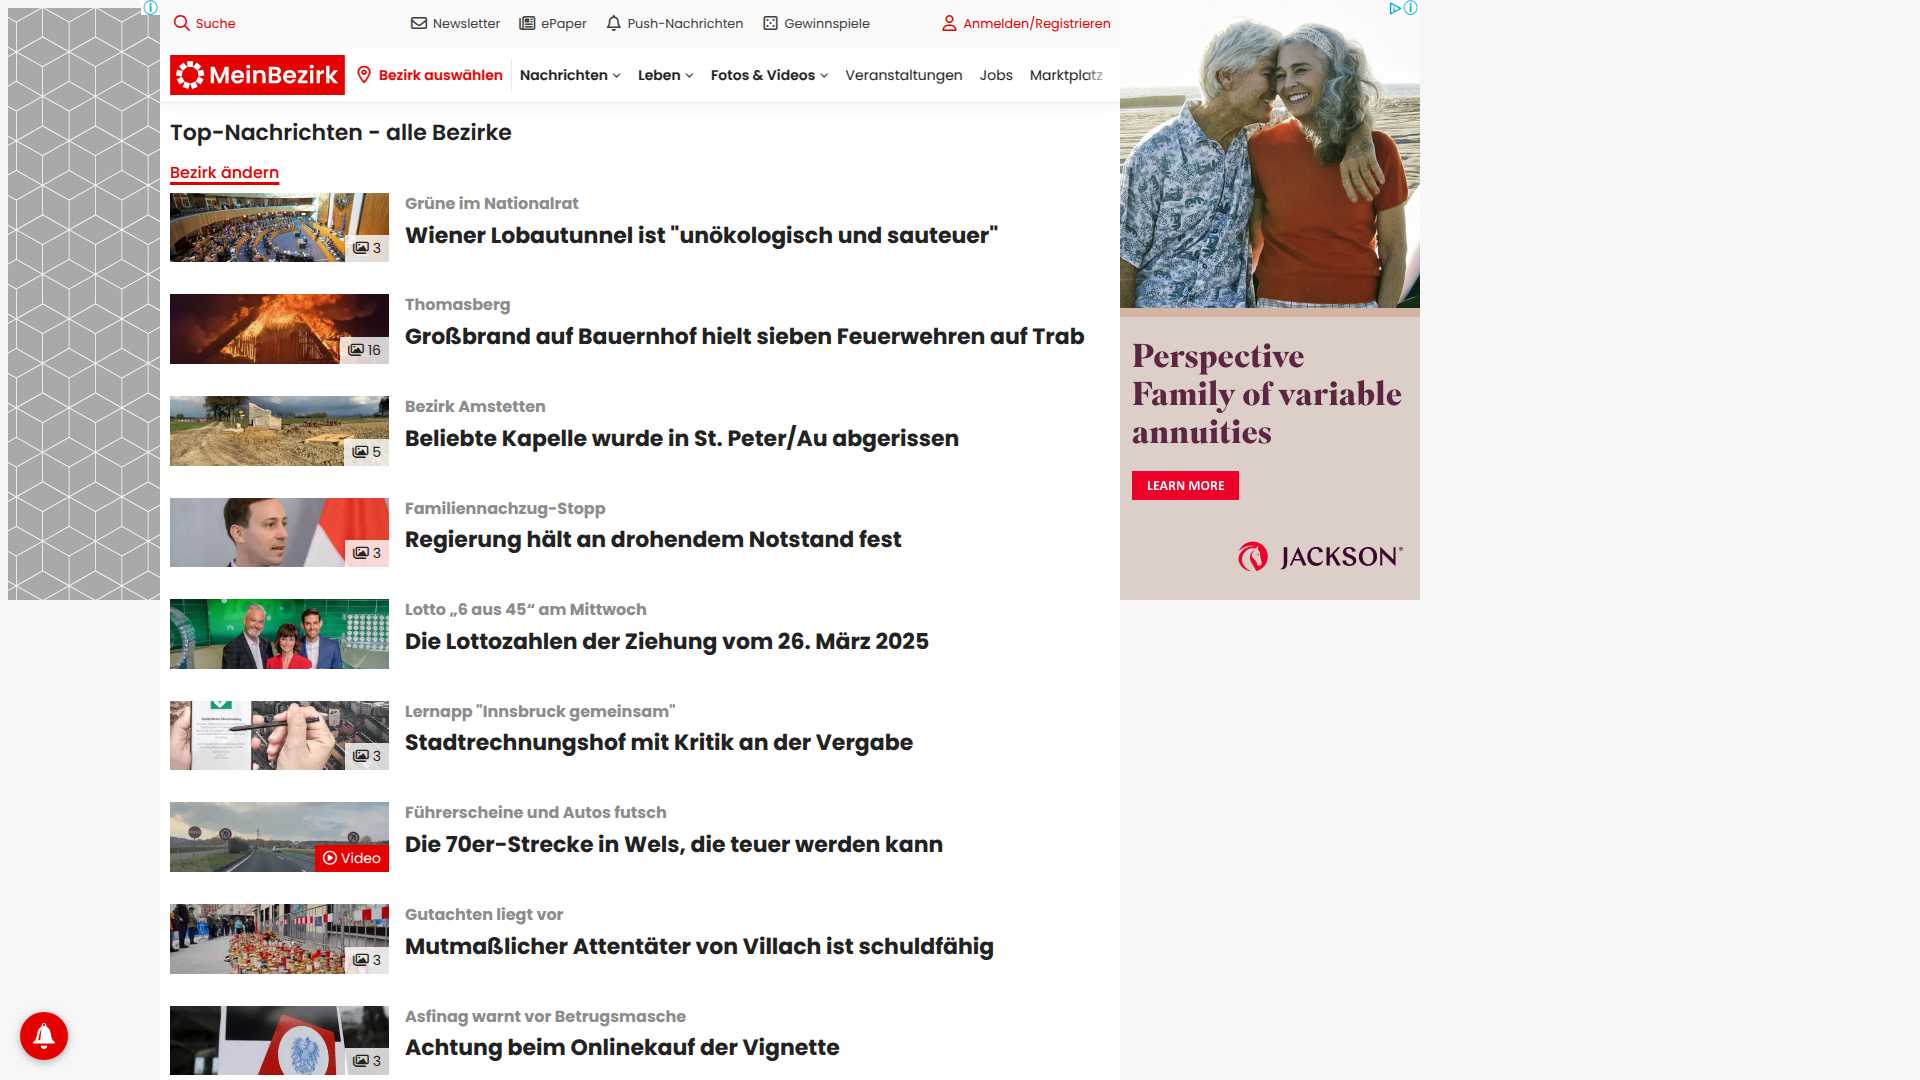 Suche
Newsletter
ePaper
Push-Nachrichten
Gewinnspiele
Anmelden/Registrieren
MeinBezirk
Bezirk auswählen
Nachrichten
Leben
Fotos & Videos
Veranstaltungen
Jobs
Marktplatz
Top-Nachrichten - alle Bezirke
Bezirk ändern
3
Grüne im Nationalrat
Wiener Lobautunnel ist "unökologisch und sauteuer"
16
Thomasberg
Großbrand auf Bauernhof hielt sieben Feuerwehren auf Trab
5
Bezirk Amstetten
Beliebte Kapelle wurde in St. Peter/Au abgerissen
3
Familiennachzug-Stopp
Regierung hält an drohendem Notstand fest
Lotto „6 aus 45“ am Mittwoch
Die Lottozahlen der Ziehung vom 26. März 2025
3
Lernapp "Innsbruck gemeinsam"
Stadtrechnungshof mit Kritik an der Vergabe
Video
Führerscheine und Autos futsch
Die 70er-Strecke in Wels, die teuer werden kann
3
Gutachten liegt vor
Mutmaßlicher Attentäter von Villach ist schuldfähig
3
Asfinag warnt vor Betrugsmasche
Achtung beim Onlinekauf der Vignette
Perspective
Family of variable
annuities
LEARN MORE
JACKSON®